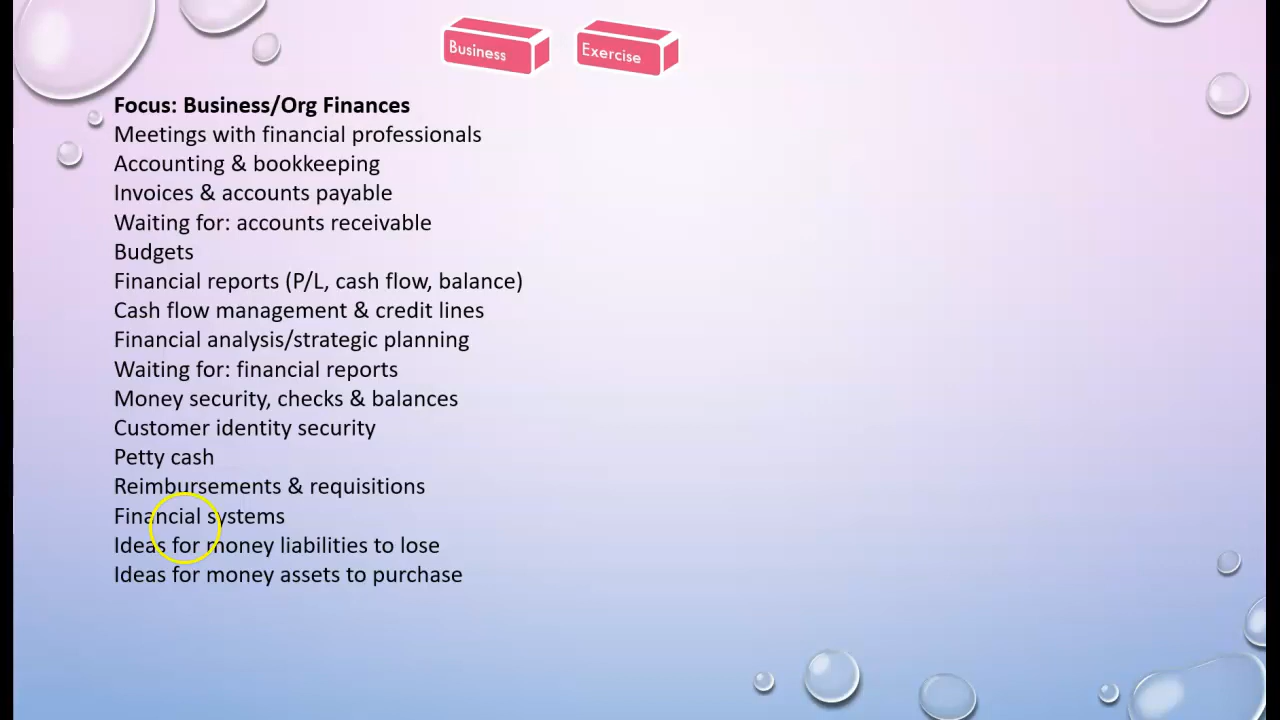 Business Exercise
Focus: Business/Org Finances
Meetings with financial professionals
Accounting & bookkeeping
Invoices & accounts payable
Waiting for: accounts receivable
Budgets
Financial reports (P/L, cash flow, balance)
Cash flow management & credit lines
Financial analysis/strategic planning
Waiting for: financial reports
Money security, checks & balances
Customer identity security
Petty cash
Reimbursements & requisitions
Financial systems
Ideas for money liabilities to lose
Ideas for money assets to purchase